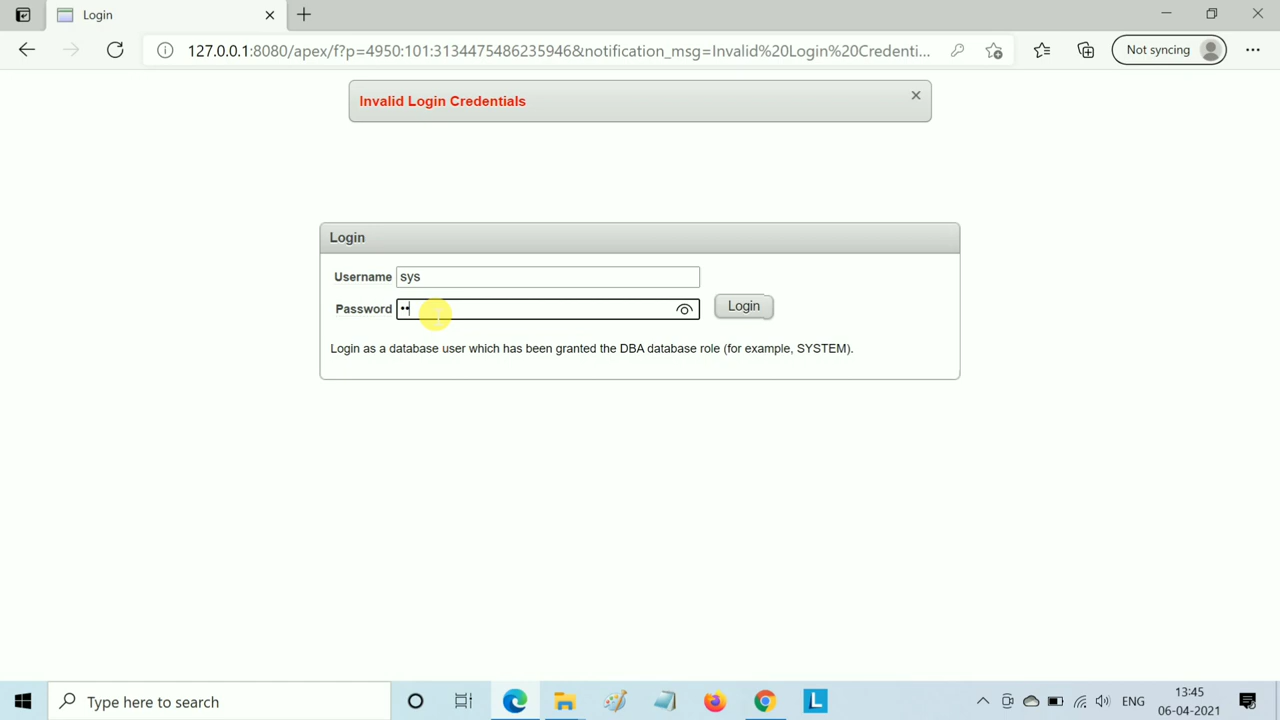 Login
127.0.0.1:8080/apex/f?p=4950:101:3134475486235946&notification_msg=Invalid%20Login%20Credenti...
Not syncing
Invalid Login Credentials
Login
Username sys
Password ••
Login
Login as a database user which has been granted the DBA database role (for example, SYSTEM).
Type here to search
L
ENG
13:45
06-04-2021